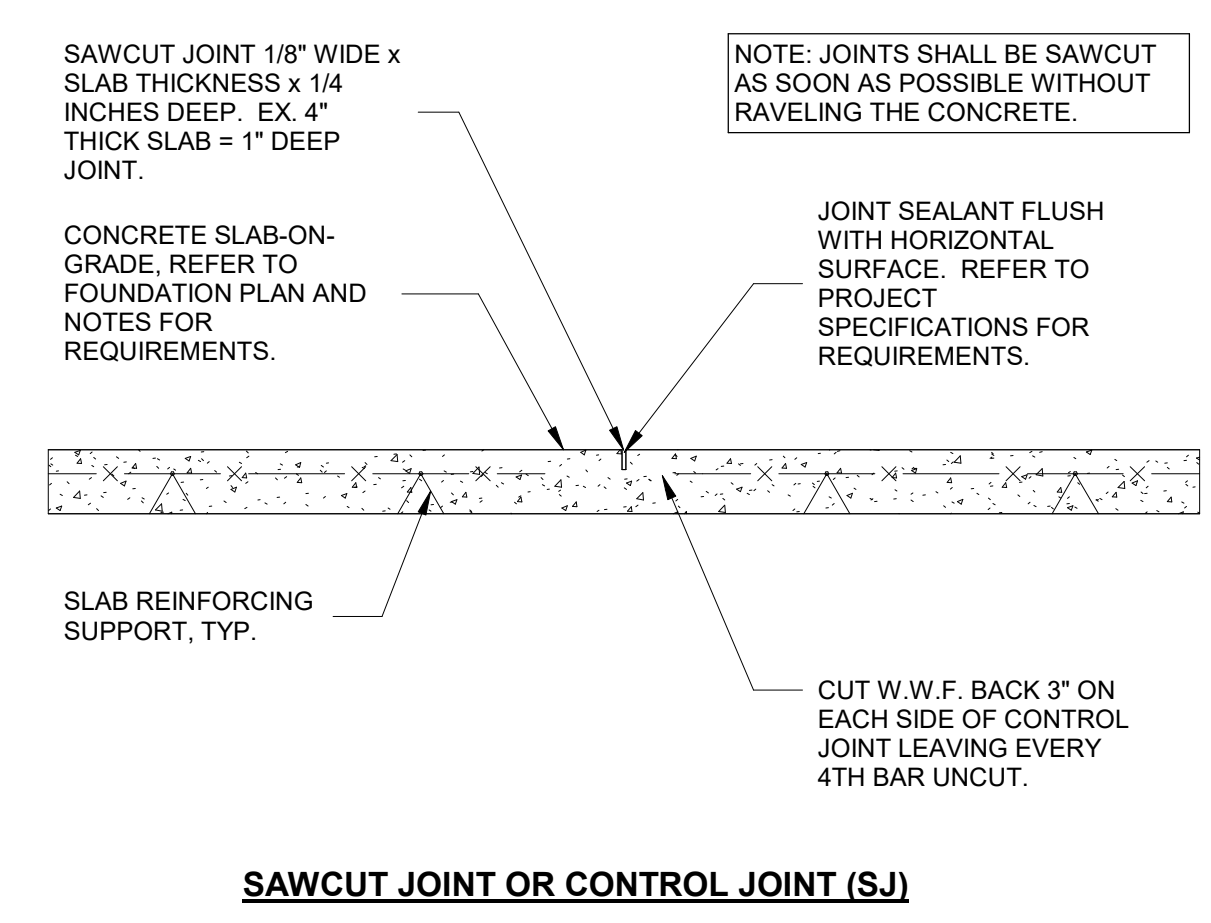 SAWCUT JOINT 1/8" WIDE x
SLAB THICKNESS x 1/4
INCHES DEEP.  EX. 4"
THICK SLAB = 1" DEEP
JOINT.
NOTE: JOINTS SHALL BE SAWCUT
AS SOON AS POSSIBLE WITHOUT
RAVELING THE CONCRETE.
CONCRETE SLAB-ON-
GRADE, REFER TO
FOUNDATION PLAN AND
NOTES FOR
REQUIREMENTS.
JOINT SEALANT FLUSH
WITH HORIZONTAL
SURFACE.  REFER TO
PROJECT
SPECIFICATIONS FOR
REQUIREMENTS.
SLAB REINFORCING
SUPPORT, TYP.
CUT W.W.F. BACK 3" ON
EACH SIDE OF CONTROL
JOINT LEAVING EVERY
4TH BAR UNCUT.
SAWCUT JOINT OR CONTROL JOINT (SJ)